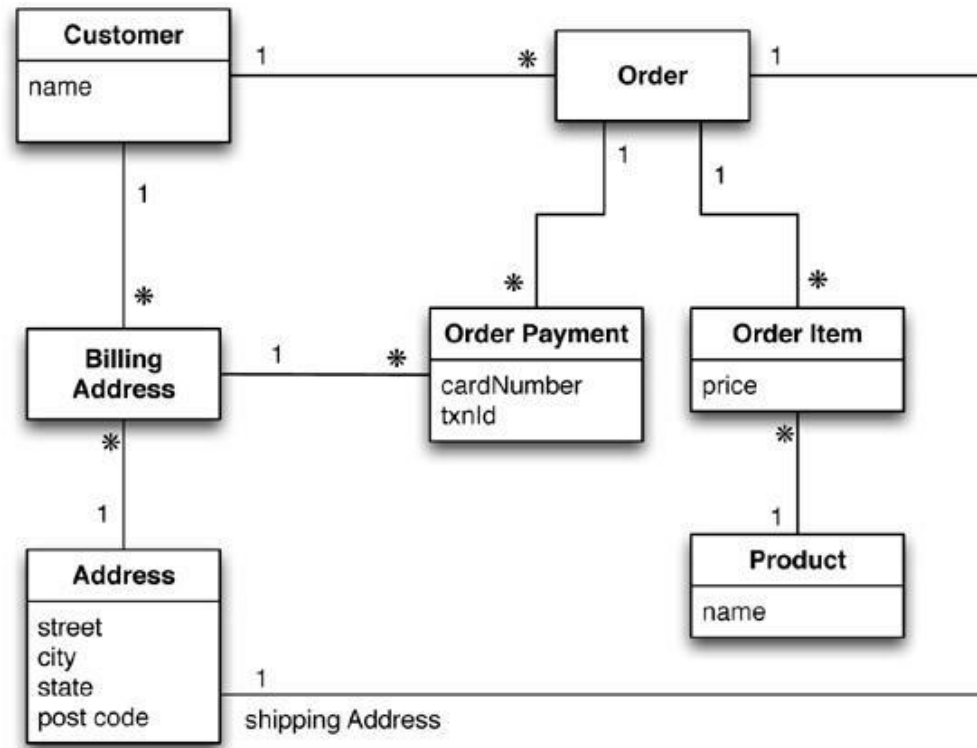 Customer
name
1
*
Order
1
1
*
1
*
1
*
Billing
Address
1
*
Order Payment
cardNumber
txnId
Order Item
price
*
1
*
1
Product
name
Address
street
city
state
post code
1
shipping Address